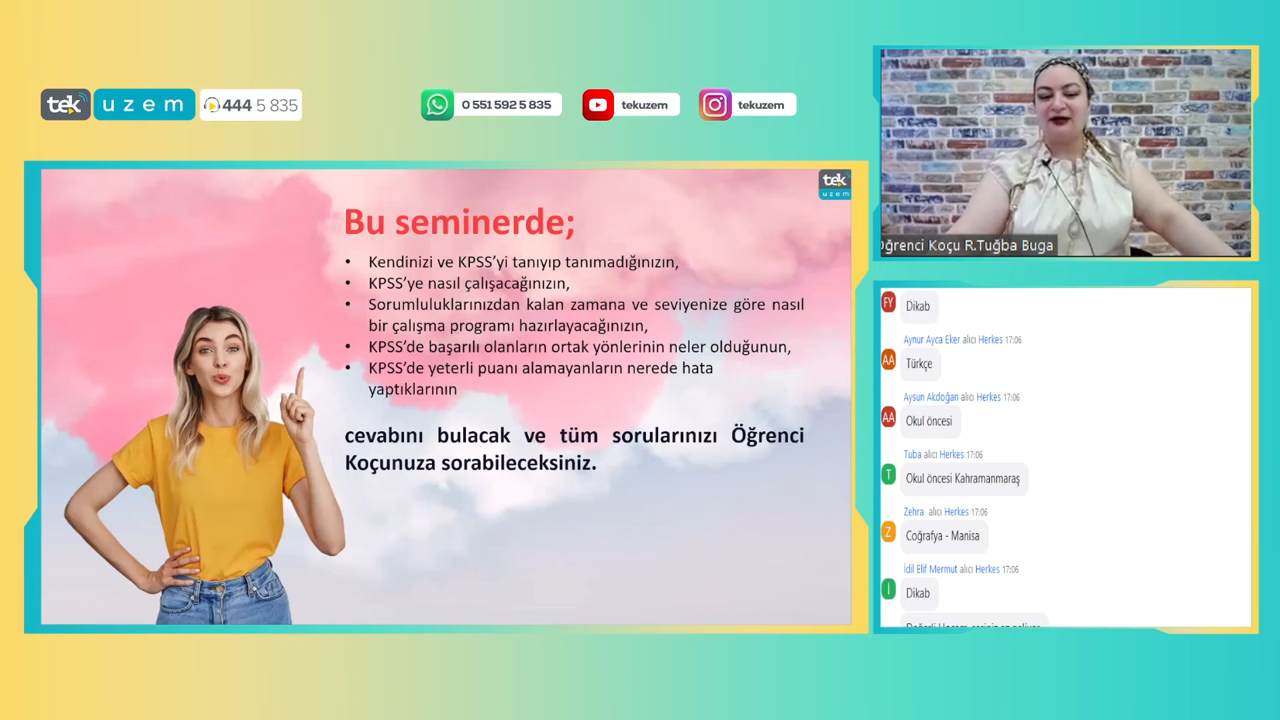 tek uzem 444 5 835
0 551 592 5 835
tekuzem
tekuzem
tek
uzem
Bu seminerde;
• Kendinizi ve KPSS'yi tanıyıp tanımadığınızın,
• KPSS'ye nasıl çalışacağınızın,
• Sorumluluklarınızdan kalan zamana ve seviyenize göre nasıl
bir çalışma programı hazırlayacağınızın,
• KPSS'de başarılı olanların ortak yönlerinin neler olduğunun,
• KPSS'de yeterli puanı alamayanların nerede hata
yaptıklarının
cevabını bulacak ve tüm sorularınızı Öğrenci
Koçunuza sorabileceksiniz.
Öğrenci Koçu R.Tuğba Buga
FY Dikab
Aynur Ayca Eker alıcı Herkes 17:06
AA Türkçe
Aysun Akdoğan alıcı Herkes 17:06
AA Okul öncesi
Tuba alıcı Herkes 17:06
T Okul öncesi Kahramanmaraş
Zehra alıcı Herkes 17:06
Z Coğrafya - Manisa
İdil Elif Mermut alıcı Herkes 17:06
İ Dikab